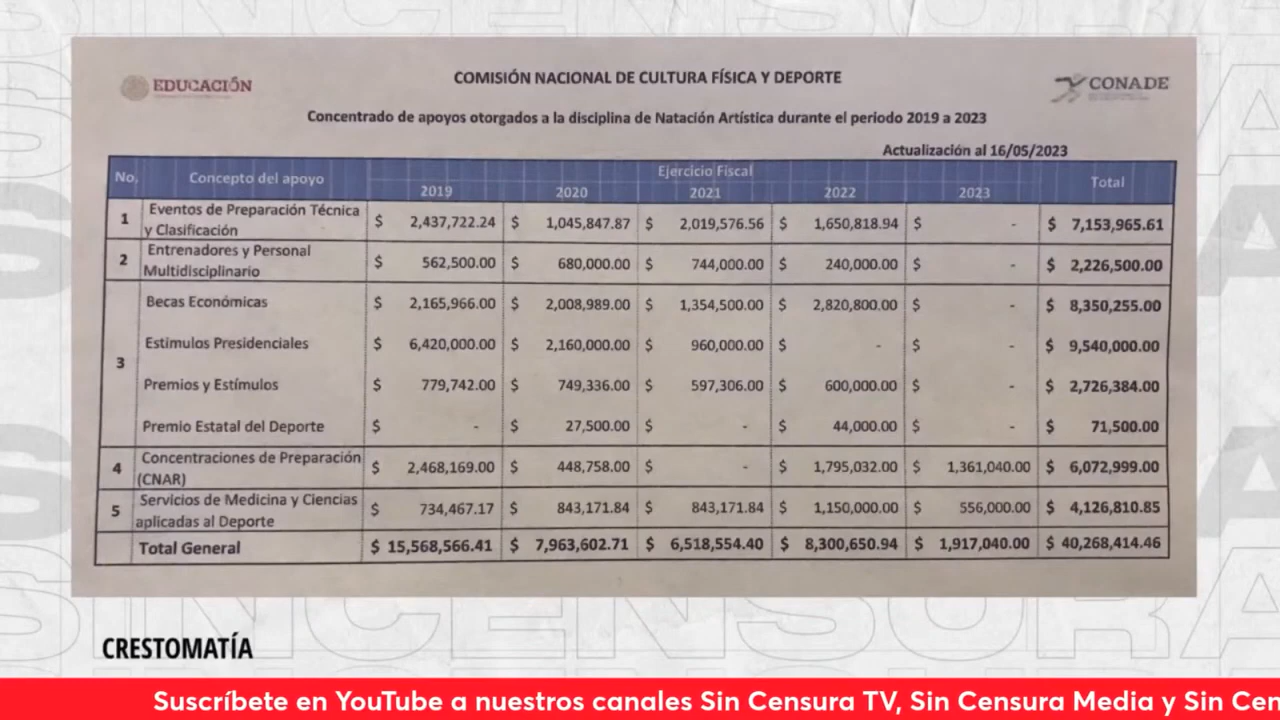 SINCENSURA
EDUCACIÓN
COMISIÓN NACIONAL DE CULTURA FÍSICA Y DEPORTE
CONADE
Concentrado de apoyos otorgados a la disciplina de Natación Artística durante el periodo 2019 a 2023
Actualización al 16/05/2023
No. Concepto del apoyo Ejercicio Fiscal Total
2019 2020 2021 2022 2023
1 Eventos de Preparación Técnica y Clasificación $ 2,437,722.24 $ 1,045,847.87 $ 2,019,576.56 $ 1,650,818.94 $ - $ 7,153,965.61
2 Entrenadores y Personal Multidisciplinario $ 562,500.00 $ 680,000.00 $ 744,000.00 $ 240,000.00 $ - $ 2,226,500.00
3 Becas Económicas $ 2,165,966.00 $ 2,008,989.00 $ 1,354,500.00 $ 2,820,800.00 $ - $ 8,350,255.00
Estimulos Presidenciales $ 6,420,000.00 $ 2,160,000.00 $ 960,000.00 $ - $ - $ 9,540,000.00
Premios y Estímulos $ 779,742.00 $ 749,336.00 $ 597,306.00 $ 600,000.00 $ - $ 2,726,384.00
Premio Estatal del Deporte $ - $ 27,500.00 $ - $ 44,000.00 $ - $ 71,500.00
4 Concentraciones de Preparación (CNAR) $ 2,468,169.00 $ 448,758.00 $ - $ 1,795,032.00 $ 1,361,040.00 $ 6,072,999.00
5 Servicios de Medicina y Ciencias aplicadas al Deporte $ 734,467.17 $ 843,171.84 $ 843,171.84 $ 1,150,000.00 $ 556,000.00 $ 4,126,810.85
Total General $ 15,568,566.41 $ 7,963,602.71 $ 6,518,554.40 $ 8,300,650.94 $ 1,917,040.00 $ 40,268,414.46
SINCENSURA
CRESTOMATÍA
Suscríbete en YouTube a nuestros canales Sin Censura TV, Sin Censura Media y Sin Cen